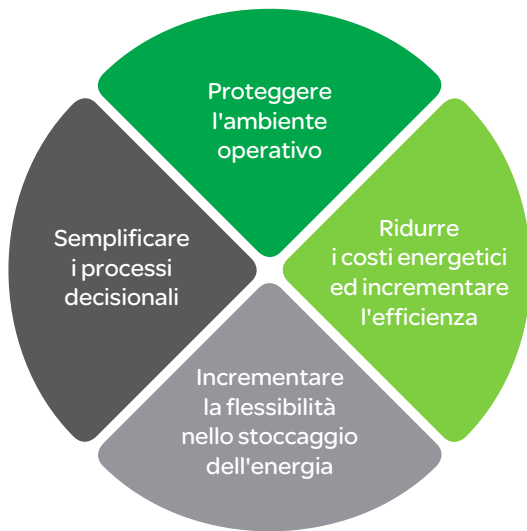 Proteggere
l'ambiente
operativo
Ridurre
i costi energetici
ed incrementare
l'efficienza
Incrementare
la flessibilità
nello stoccaggio
dell'energia
Semplificare
i processi
decisionali